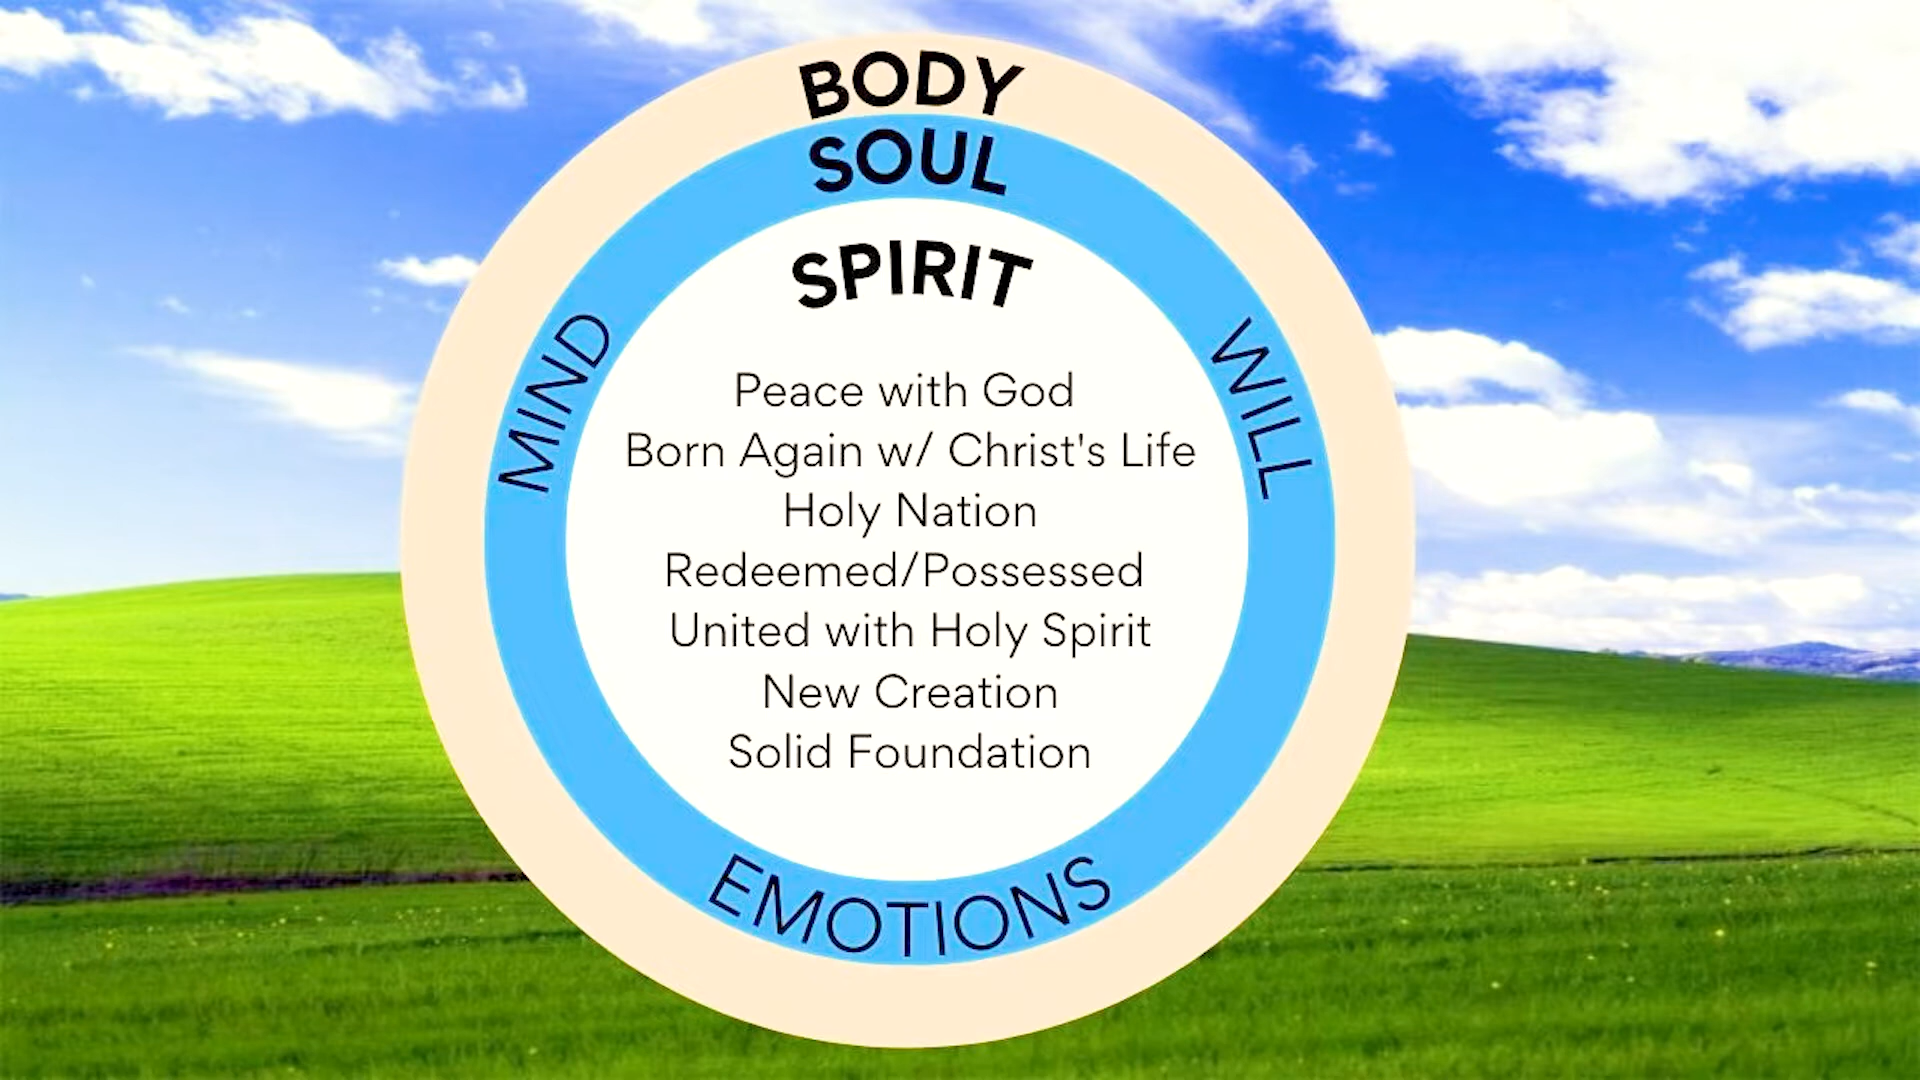 BODY
SOUL
SPIRIT
MIND
WILL
Peace with God
Born Again w/ Christ's Life
Holy Nation
Redeemed/Possessed
United with Holy Spirit
New Creation
Solid Foundation
EMOTIONS